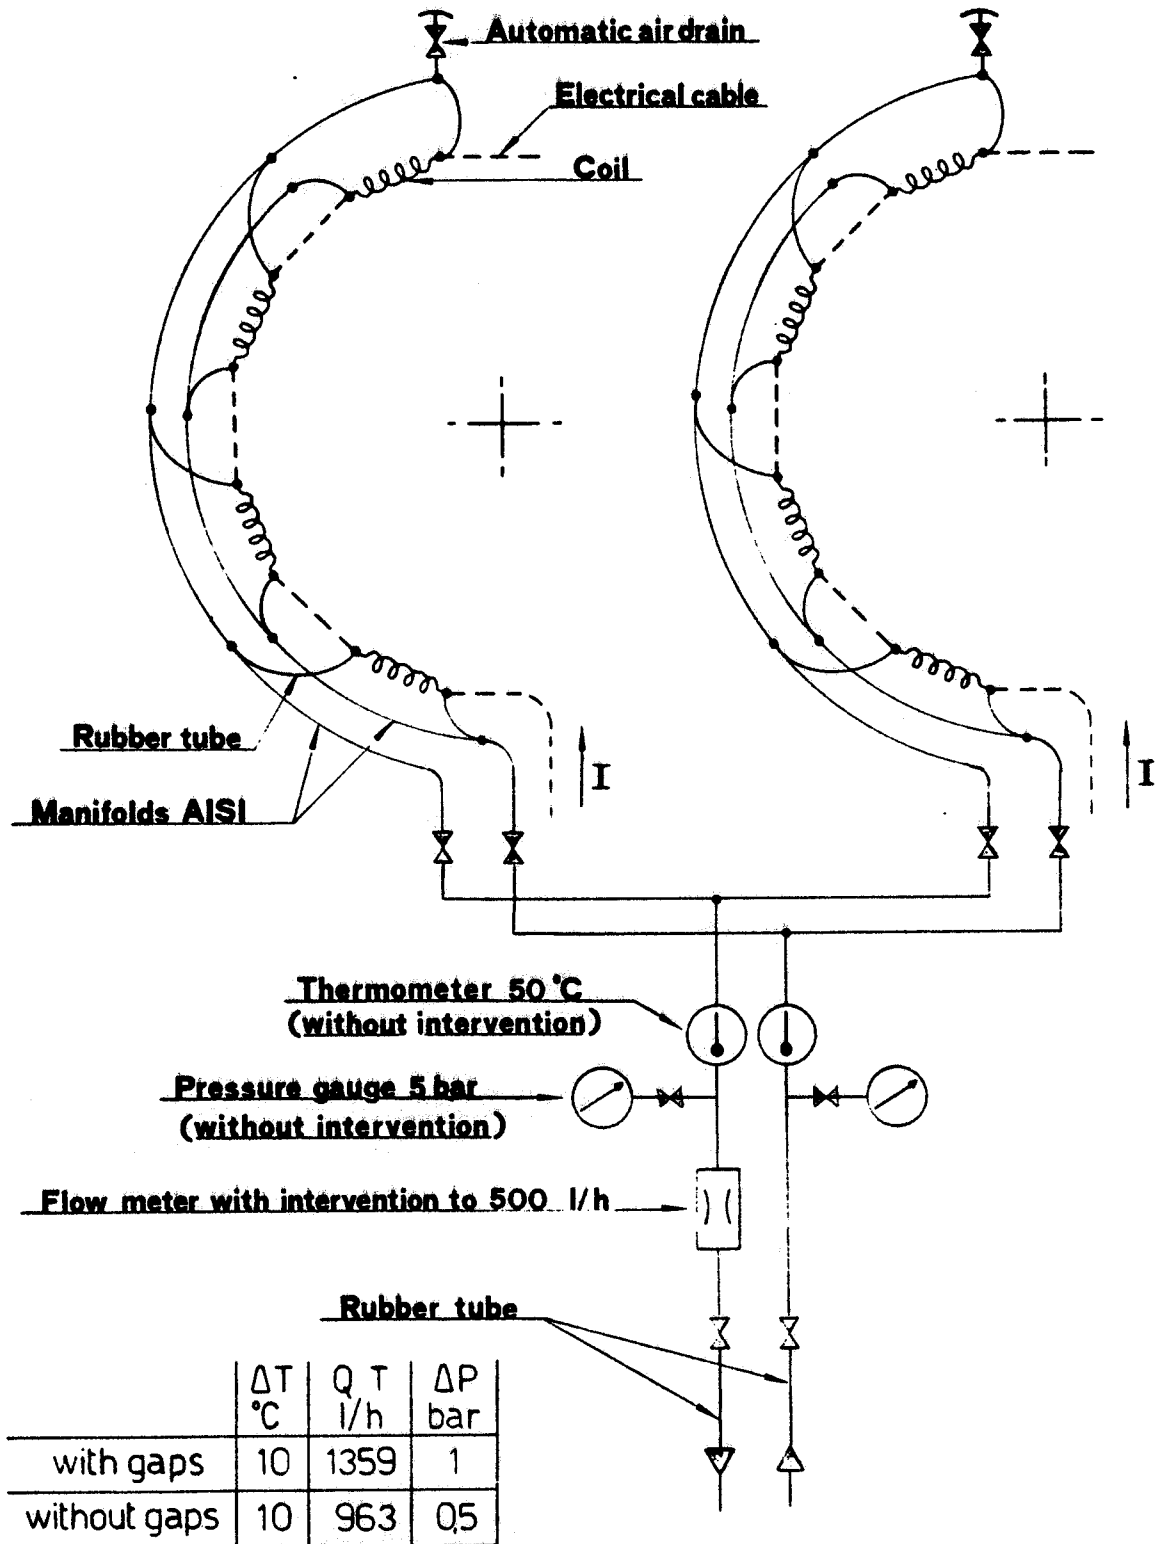 Automatic air drain
Electrical cable
Coil
Rubber tube
Manifolds AISI
I
I
Thermometer 50 °C
(without intervention)
Pressure gauge 5 bar
(without intervention)
Flow meter with intervention to 500 l/h
Rubber tube
ΔT Q T ΔP
°C l/h bar
with gaps 10 1359 1
without gaps 10 963 0,5